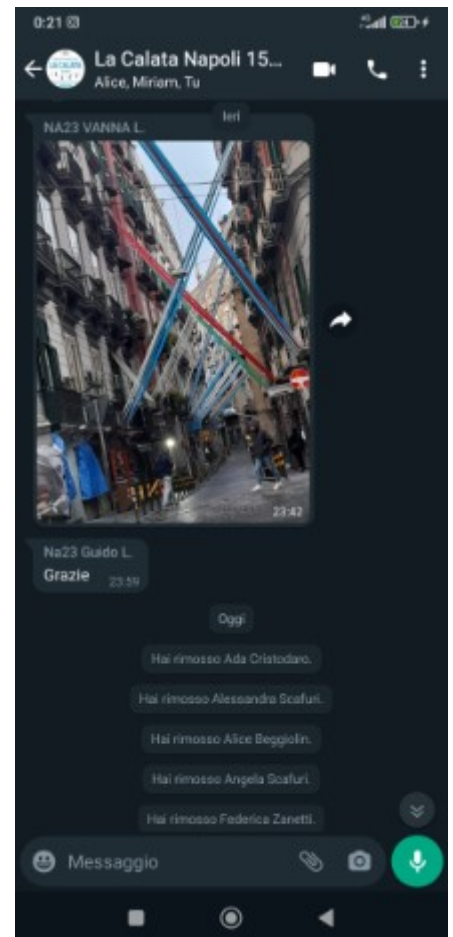 0:21
La Calata Napoli 15...
Alice, Miriam, Tu
Ieri
NA23 VANNA L.
23:42
Na23 Guido L.
Grazie 23:59
Oggi
Hai rimosso Ada Cristodaro.
Hai rimosso Alessandra Scafuri.
Hai rimosso Alice Beggiolin.
Hai rimosso Angela Scafuri.
Hai rimosso Federica Zanetti.
Messaggio